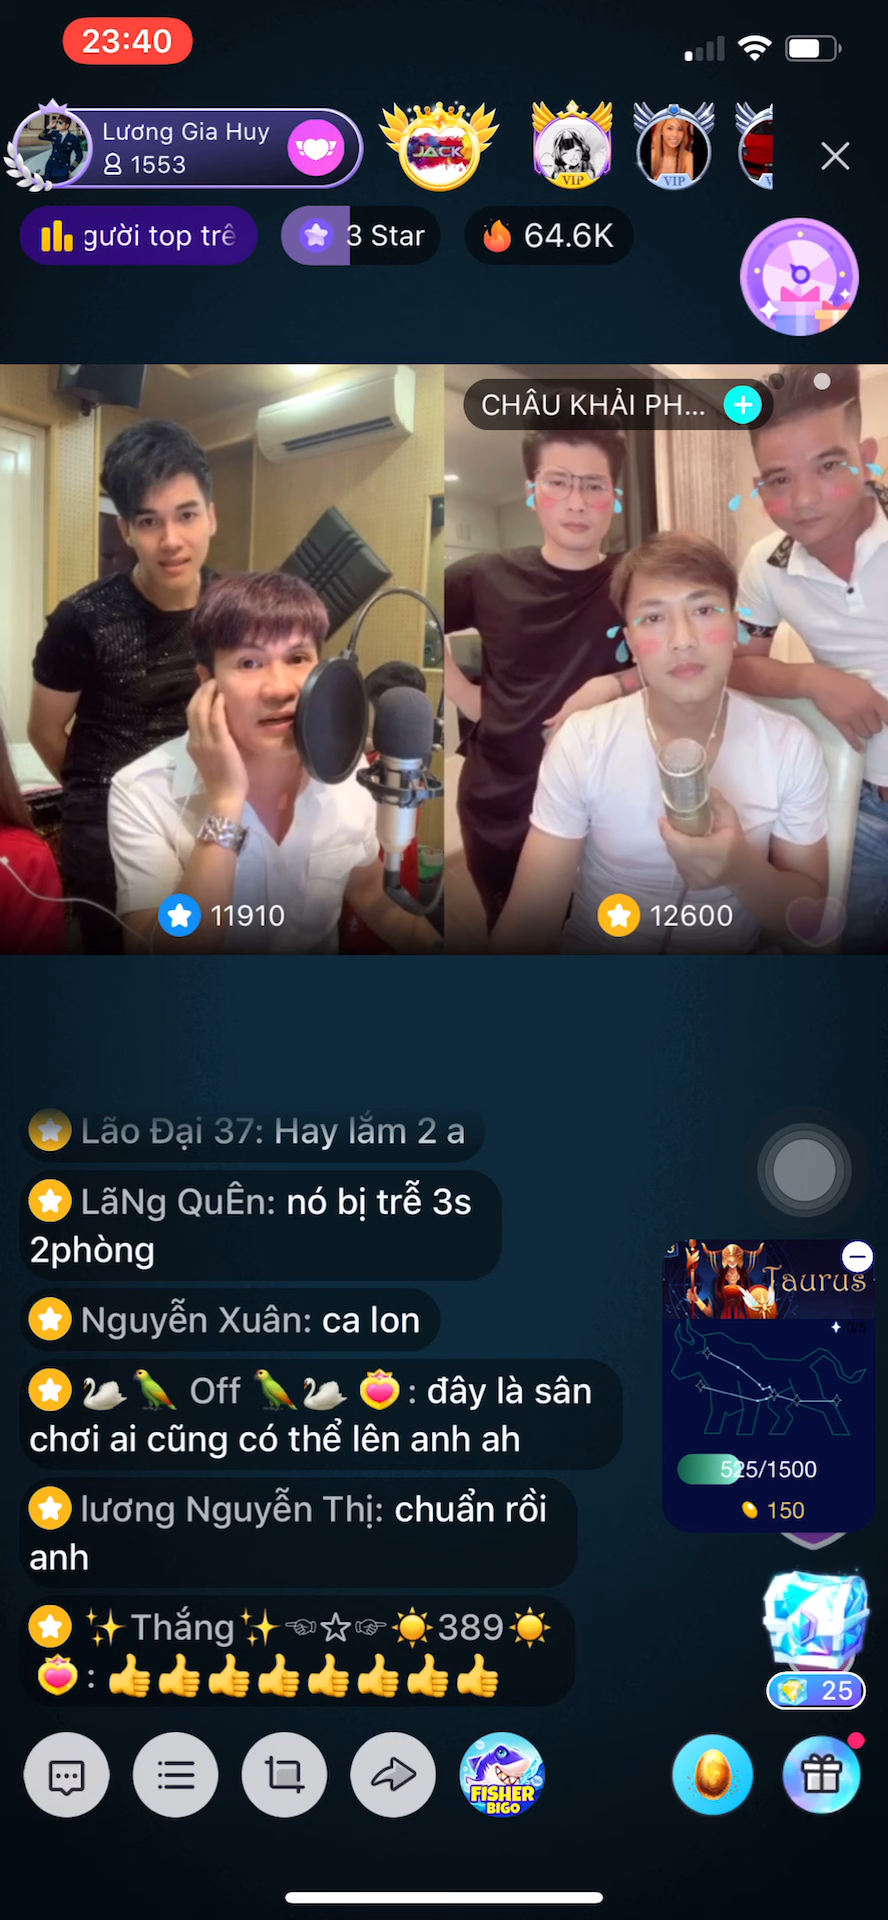 23:40
Lương Gia Huy
1553
JACK
VIP
VIP
gười top trê
3 Star
64.6K
CHÂU KHẢI PH...
11910
12600
Lão Đại 37: Hay lắm 2 a
LãNg QuÊn: nó bị trễ 3s
2phòng
Nguyễn Xuân: ca lon
Off : đây là sân
chơi ai cũng có thể lên anh ah
lương Nguyễn Thị: chuẩn rồi
anh
✨Thắng✨☜☆☞☀️389☀️
: 👍👍👍👍👍👍👍👍
Taurus
0/5
525/1500
150
25
FISHER
BIGO